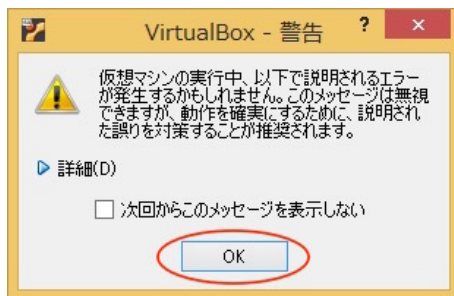 VirtualBox - 警告
?
×
仮想マシンの実行中、以下で説明されるエラー
が発生するかもしれません。このメッセージは無視
できますが、動作を確実にするために、説明され
た誤りを対策することが推奨されます。
詳細(D)
次回からこのメッセージを表示しない
OK